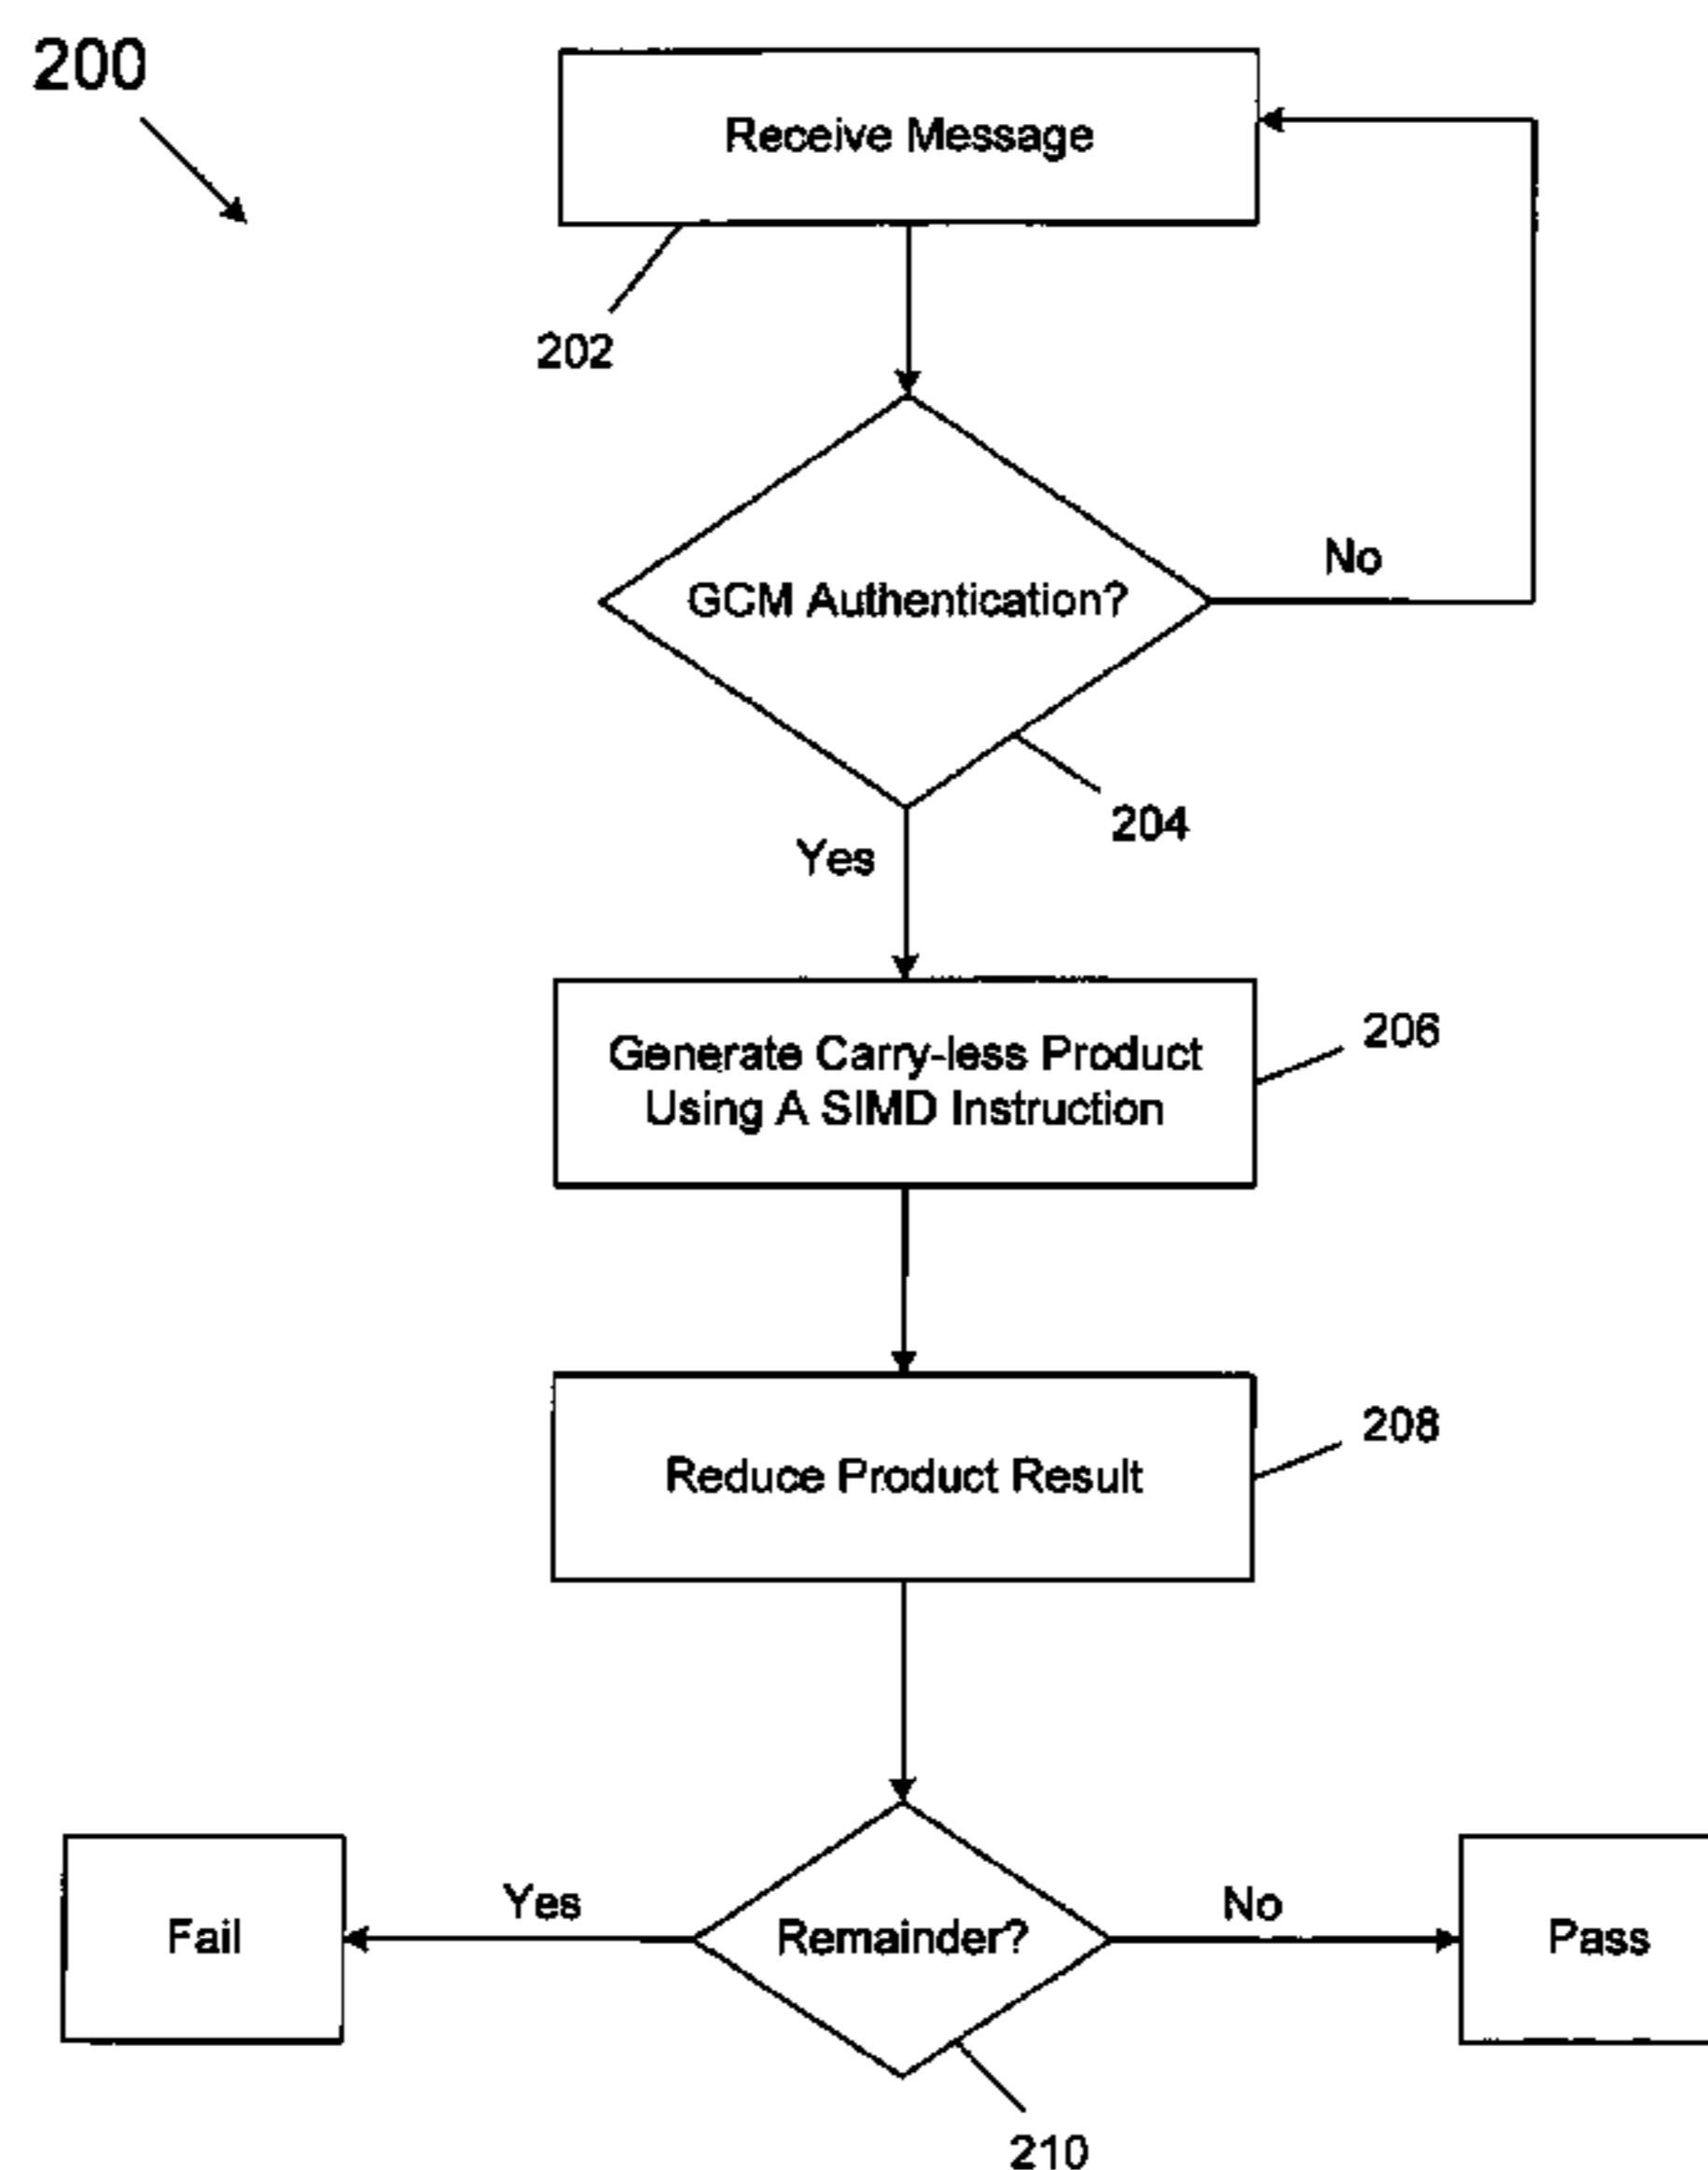 200
Receive Message
202
GCM Authentication?
No
204
Yes
Generate Carry-less Product
Using A SIMD Instruction
206
Reduce Product Result
208
Fail
Yes
Remainder?
No
Pass
210